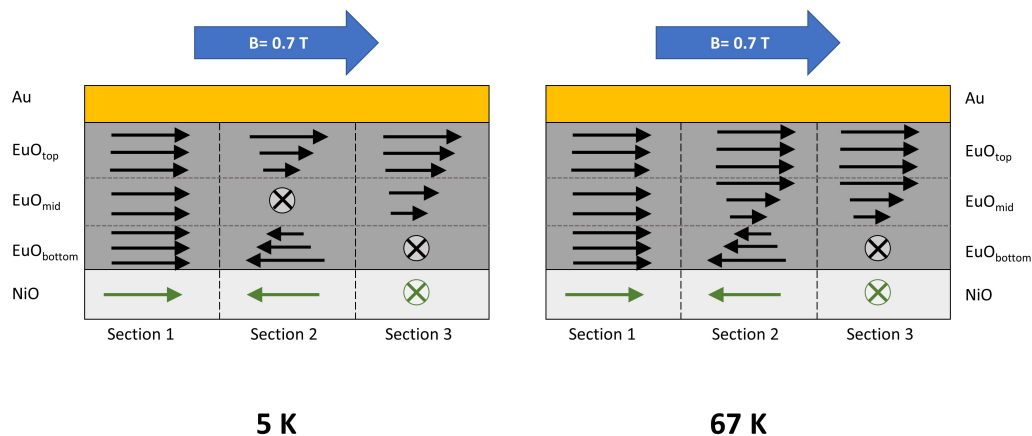 B= 0.7 T
B= 0.7 T
Au
Au
EuOtop
EuOtop
EuOmid
EuOmid
EuObottom
EuObottom
NiO
NiO
Section 1
Section 2
Section 3
Section 1
Section 2
Section 3
5 K
67 K